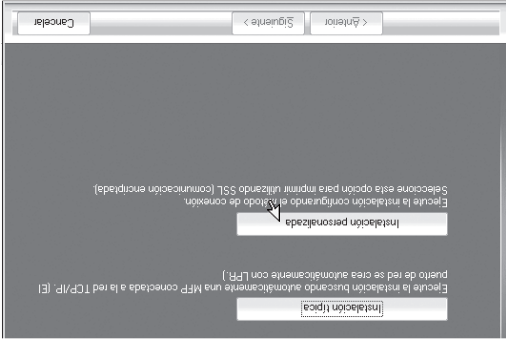 Instalación típica
Ejecute la instalación buscando automáticamente una MFP conectada a la red TCP/IP. (El
puerto de red se crea automáticamente con LPR.)
Instalación personalizada
Ejecute la instalación configurando el método de conexión.
Seleccione esta opción para imprimir utilizando SSL (comunicación encriptada).
< Anterior
Siguiente >
Cancelar